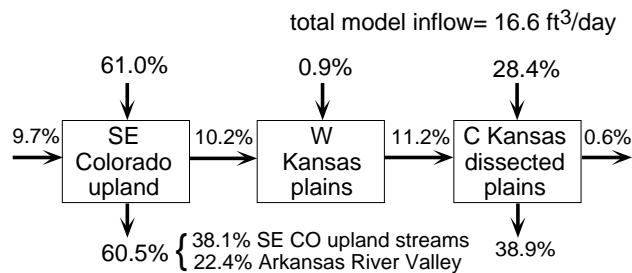 total model inflow= 16.6 ft³/day
61.0% 0.9% 28.4%
9.7% SE Colorado upland 10.2% W Kansas plains 11.2% C Kansas dissected plains 0.6%
60.5% { 38.1% SE CO upland streams
22.4% Arkansas River Valley
38.9%